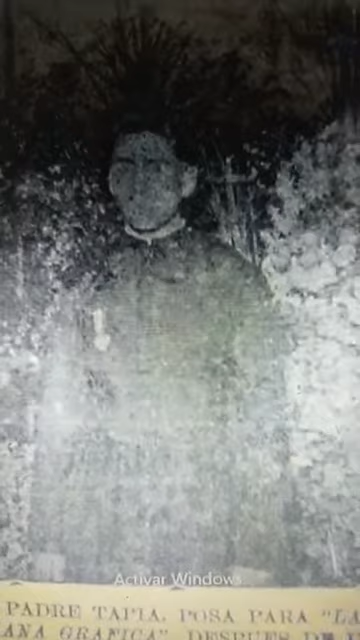 Activar Windows
PADRE TAPIA, POSA PARA "LA
ANA GRAFICA", DESPUES